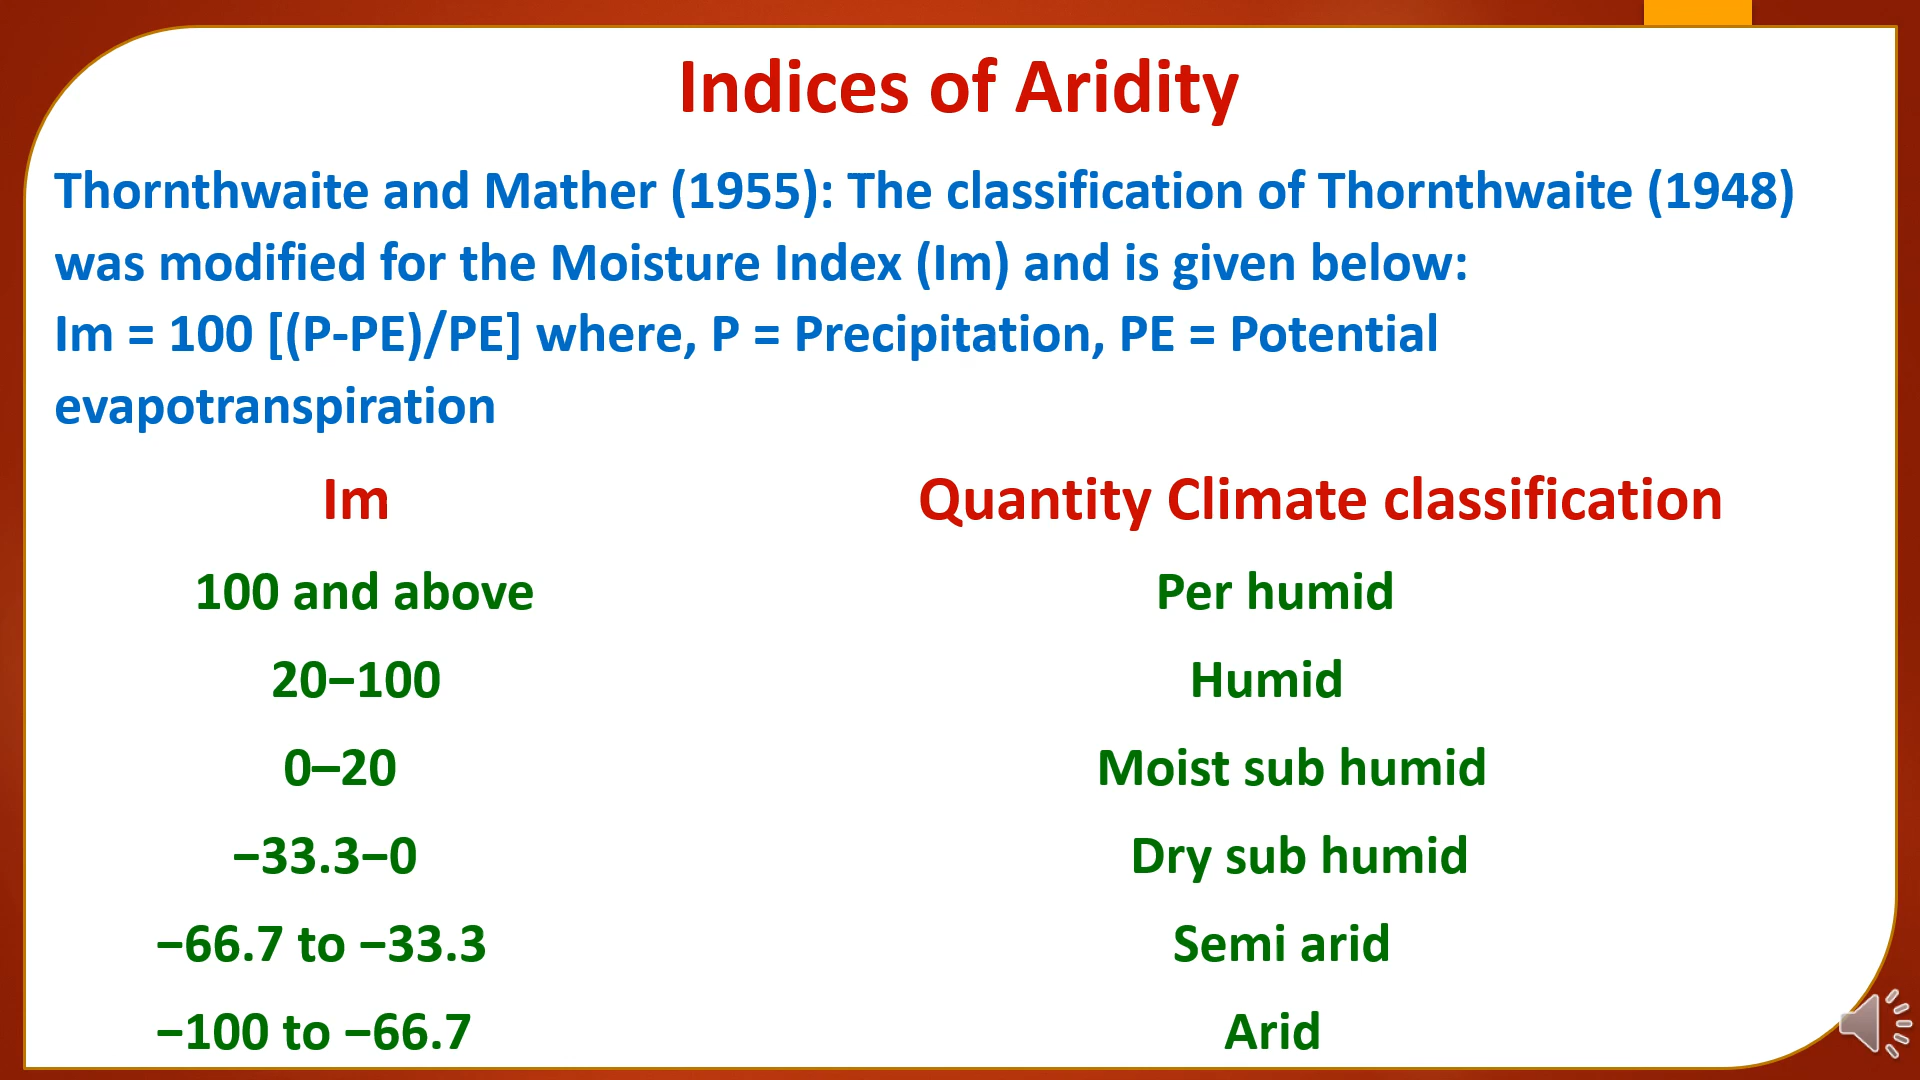 Indices of Aridity
Thornthwaite and Mather (1955): The classification of Thornthwaite (1948)
was modified for the Moisture Index (Im) and is given below:
Im = 100 [(P-PE)/PE] where, P = Precipitation, PE = Potential
evapotranspiration
Im Quantity Climate classification
100 and above Per humid
20−100 Humid
0–20 Moist sub humid
−33.3−0 Dry sub humid
−66.7 to −33.3 Semi arid
−100 to −66.7 Arid